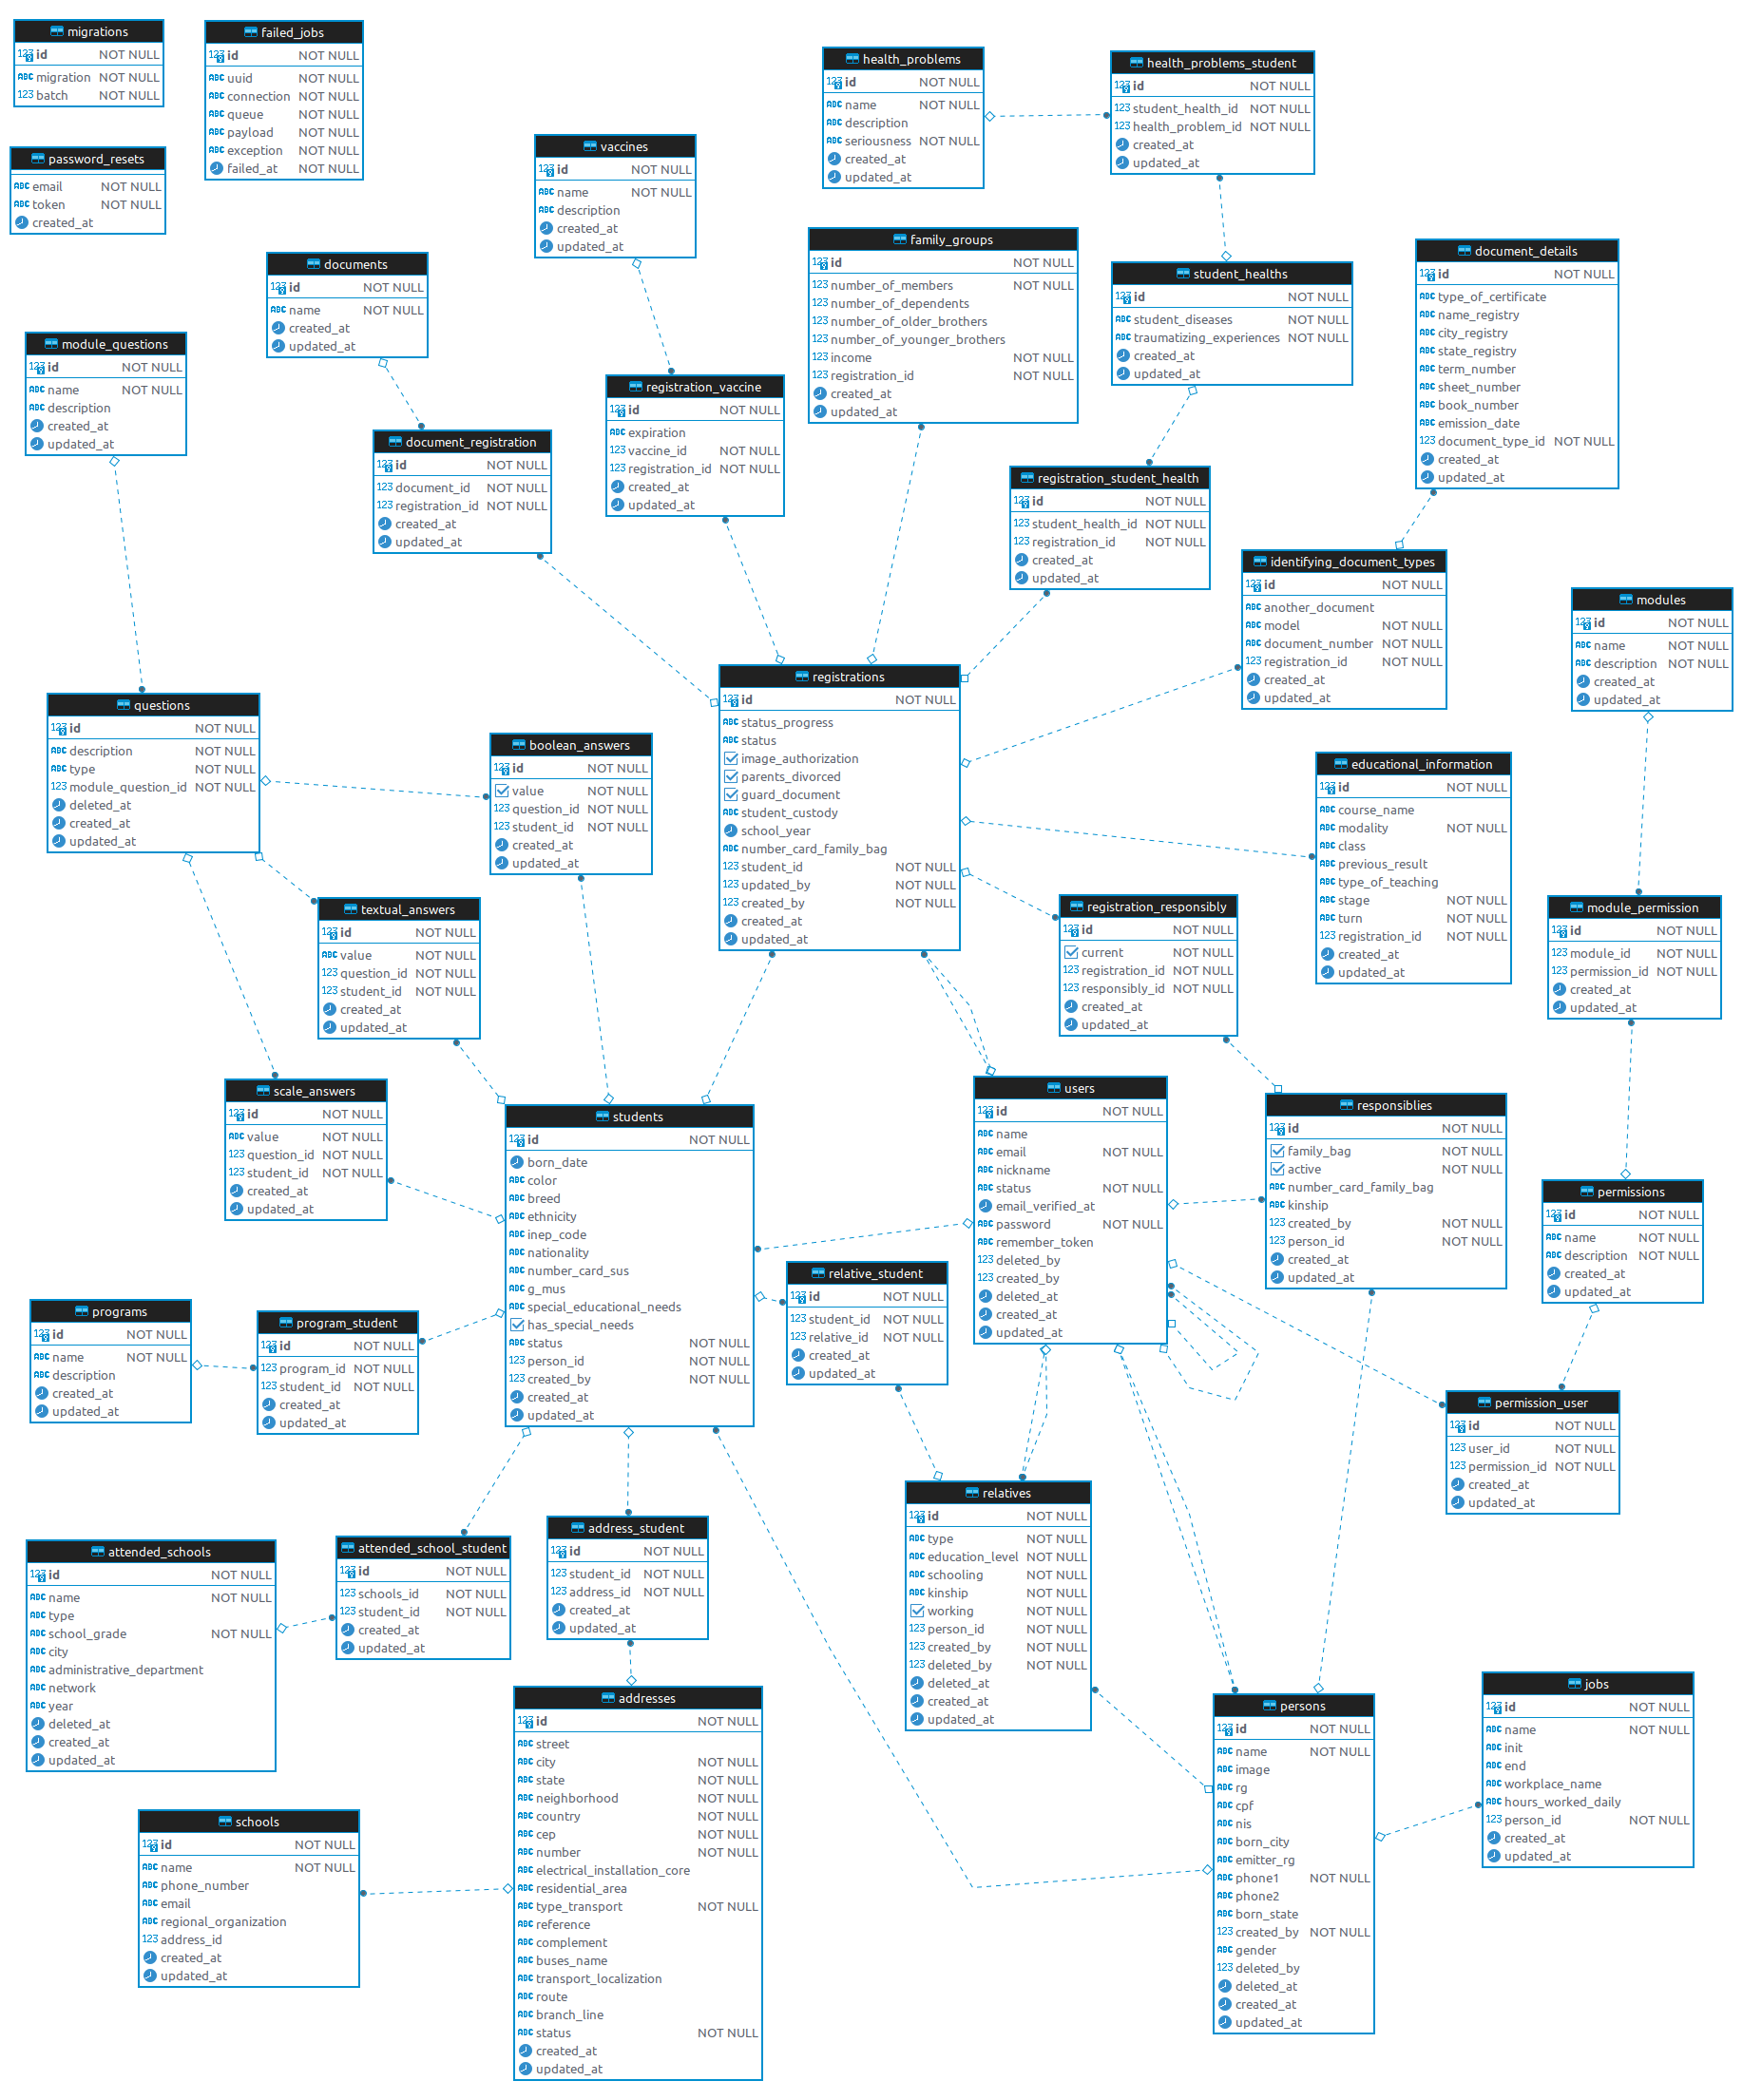 migrations
id NOT NULL
migration NOT NULL
batch NOT NULL
failed_jobs
id NOT NULL
uuid NOT NULL
connection NOT NULL
queue NOT NULL
payload NOT NULL
exception NOT NULL
failed_at NOT NULL
password_resets
email NOT NULL
token NOT NULL
created_at
health_problems
id NOT NULL
name NOT NULL
description
seriousness NOT NULL
created_at
updated_at
health_problems_student
id NOT NULL
student_health_id NOT NULL
health_problem_id NOT NULL
created_at
updated_at
vaccines
id NOT NULL
name NOT NULL
description
created_at
updated_at
family_groups
id NOT NULL
number_of_members NOT NULL
number_of_dependents
number_of_older_brothers
number_of_younger_brothers
income NOT NULL
registration_id NOT NULL
created_at
updated_at
student_healths
id NOT NULL
student_diseases NOT NULL
traumatizing_experiences NOT NULL
created_at
updated_at
document_details
id NOT NULL
type_of_certificate
name_registry
city_registry
state_registry
term_number
sheet_number
book_number
emission_date
document_type_id NOT NULL
created_at
updated_at
documents
id NOT NULL
name NOT NULL
created_at
updated_at
module_questions
id NOT NULL
name NOT NULL
description
created_at
updated_at
registration_vaccine
id NOT NULL
expiration
vaccine_id NOT NULL
registration_id NOT NULL
created_at
updated_at
document_registration
id NOT NULL
document_id NOT NULL
registration_id NOT NULL
created_at
updated_at
registration_student_health
id NOT NULL
student_health_id NOT NULL
registration_id NOT NULL
created_at
updated_at
identifying_document_types
id NOT NULL
another_document
model NOT NULL
document_number NOT NULL
registration_id NOT NULL
created_at
updated_at
modules
id NOT NULL
name NOT NULL
description NOT NULL
created_at
updated_at
registrations
id NOT NULL
status_progress
status
image_authorization
parents_divorced
guard_document
student_custody
school_year
number_card_family_bag
student_id NOT NULL
updated_by NOT NULL
created_by NOT NULL
created_at
updated_at
questions
id NOT NULL
description NOT NULL
type NOT NULL
module_question_id NOT NULL
deleted_at
created_at
updated_at
boolean_answers
id NOT NULL
value NOT NULL
question_id NOT NULL
student_id NOT NULL
created_at
updated_at
educational_information
id NOT NULL
course_name
modality NOT NULL
class
previous_result
type_of_teaching
stage NOT NULL
turn NOT NULL
registration_id NOT NULL
created_at
updated_at
textual_answers
id NOT NULL
value NOT NULL
question_id NOT NULL
student_id NOT NULL
created_at
updated_at
registration_responsibly
id NOT NULL
current NOT NULL
registration_id NOT NULL
responsibly_id NOT NULL
created_at
updated_at
module_permission
id NOT NULL
module_id NOT NULL
permission_id NOT NULL
created_at
updated_at
scale_answers
id NOT NULL
value NOT NULL
question_id NOT NULL
student_id NOT NULL
created_at
updated_at
students
id NOT NULL
born_date
color
breed
ethnicity
inep_code
nationality
number_card_sus
g_mus
special_educational_needs
has_special_needs
status NOT NULL
person_id NOT NULL
created_by NOT NULL
created_at
updated_at
users
id NOT NULL
name
email NOT NULL
nickname
status NOT NULL
email_verified_at
password NOT NULL
remember_token
deleted_by
created_by
deleted_at
created_at
updated_at
responsiblies
id NOT NULL
family_bag NOT NULL
active NOT NULL
number_card_family_bag
kinship
created_by NOT NULL
person_id NOT NULL
created_at
updated_at
permissions
id NOT NULL
name NOT NULL
description NOT NULL
created_at
updated_at
relative_student
id NOT NULL
student_id NOT NULL
relative_id NOT NULL
created_at
updated_at
programs
id NOT NULL
name NOT NULL
description
created_at
updated_at
program_student
id NOT NULL
program_id NOT NULL
student_id NOT NULL
created_at
updated_at
permission_user
id NOT NULL
user_id NOT NULL
permission_id NOT NULL
created_at
updated_at
relatives
id NOT NULL
type NOT NULL
education_level NOT NULL
schooling NOT NULL
kinship NOT NULL
working NOT NULL
person_id NOT NULL
created_by NOT NULL
deleted_by NOT NULL
deleted_at
created_at
updated_at
attended_schools
id NOT NULL
name NOT NULL
type
school_grade NOT NULL
city
administrative_department
network
year
deleted_at
created_at
updated_at
attended_school_student
id NOT NULL
schools_id NOT NULL
student_id NOT NULL
created_at
updated_at
address_student
id NOT NULL
student_id NOT NULL
address_id NOT NULL
created_at
updated_at
addresses
id NOT NULL
street
city NOT NULL
state NOT NULL
neighborhood NOT NULL
country NOT NULL
cep NOT NULL
number NOT NULL
electrical_installation_core
residential_area
type_transport NOT NULL
reference
complement
buses_name
transport_localization
route
branch_line
status NOT NULL
created_at
updated_at
persons
id NOT NULL
name NOT NULL
image
rg
cpf
nis
born_city
emitter_rg
phone1 NOT NULL
phone2
born_state
created_by NOT NULL
gender
deleted_by
deleted_at
created_at
updated_at
jobs
id NOT NULL
name NOT NULL
init
end
workplace_name
hours_worked_daily
person_id NOT NULL
created_at
updated_at
schools
id NOT NULL
name NOT NULL
phone_number
email
regional_organization
address_id
created_at
updated_at